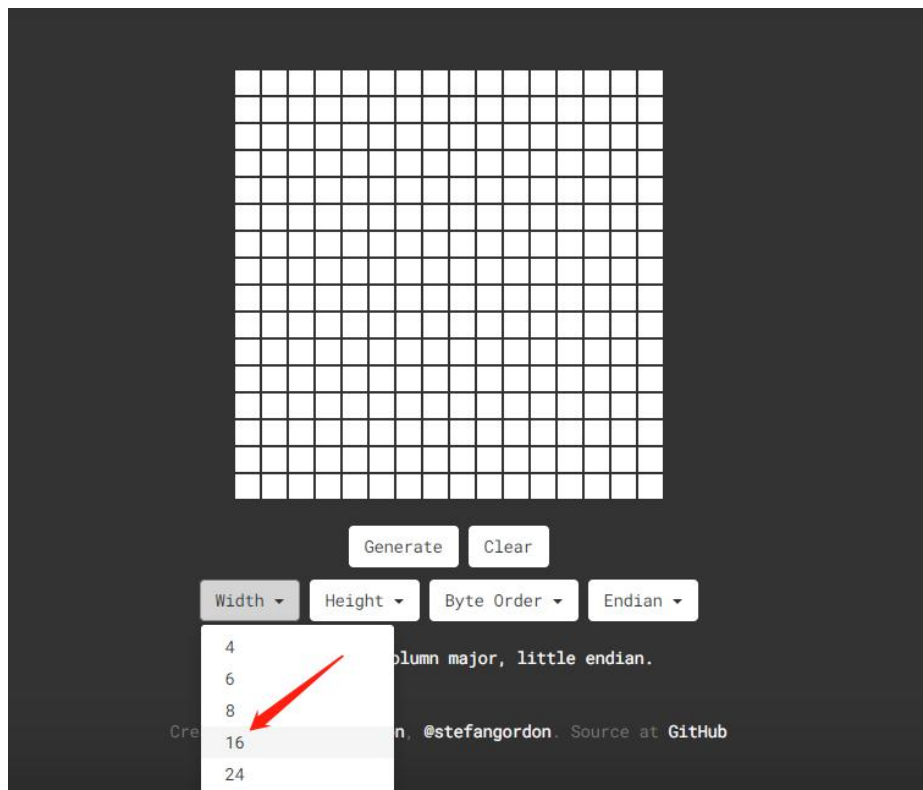 Generate Clear
Width Height Byte Order Endian
4
olumn major, little endian.
6
8
Cre n, @stefangordon. Source at GitHub
16
24